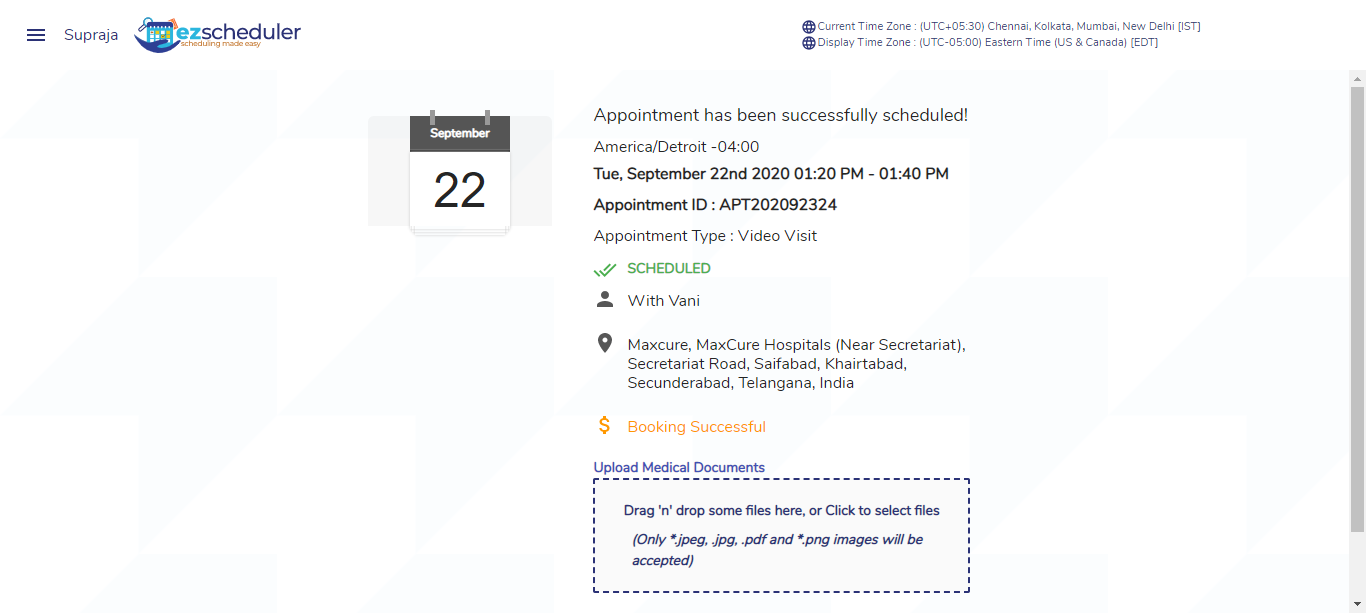 Supraja
ezscheduler
scheduling made easy
Current Time Zone : (UTC+05:30) Chennai, Kolkata, Mumbai, New Delhi [IST]
Display Time Zone : (UTC-05:00) Eastern Time (US & Canada) [EDT]
September
22
Appointment has been successfully scheduled!
America/Detroit -04:00
Tue, September 22nd 2020 01:20 PM - 01:40 PM
Appointment ID : APT202092324
Appointment Type : Video Visit
SCHEDULED
With Vani
Maxcure, MaxCure Hospitals (Near Secretariat),
Secretariat Road, Saifabad, Khairtabad,
Secunderabad, Telangana, India
$ Booking Successful
Upload Medical Documents
Drag 'n' drop some files here, or Click to select files
(Only *.jpeg, .jpg, .pdf and *.png images will be
accepted)